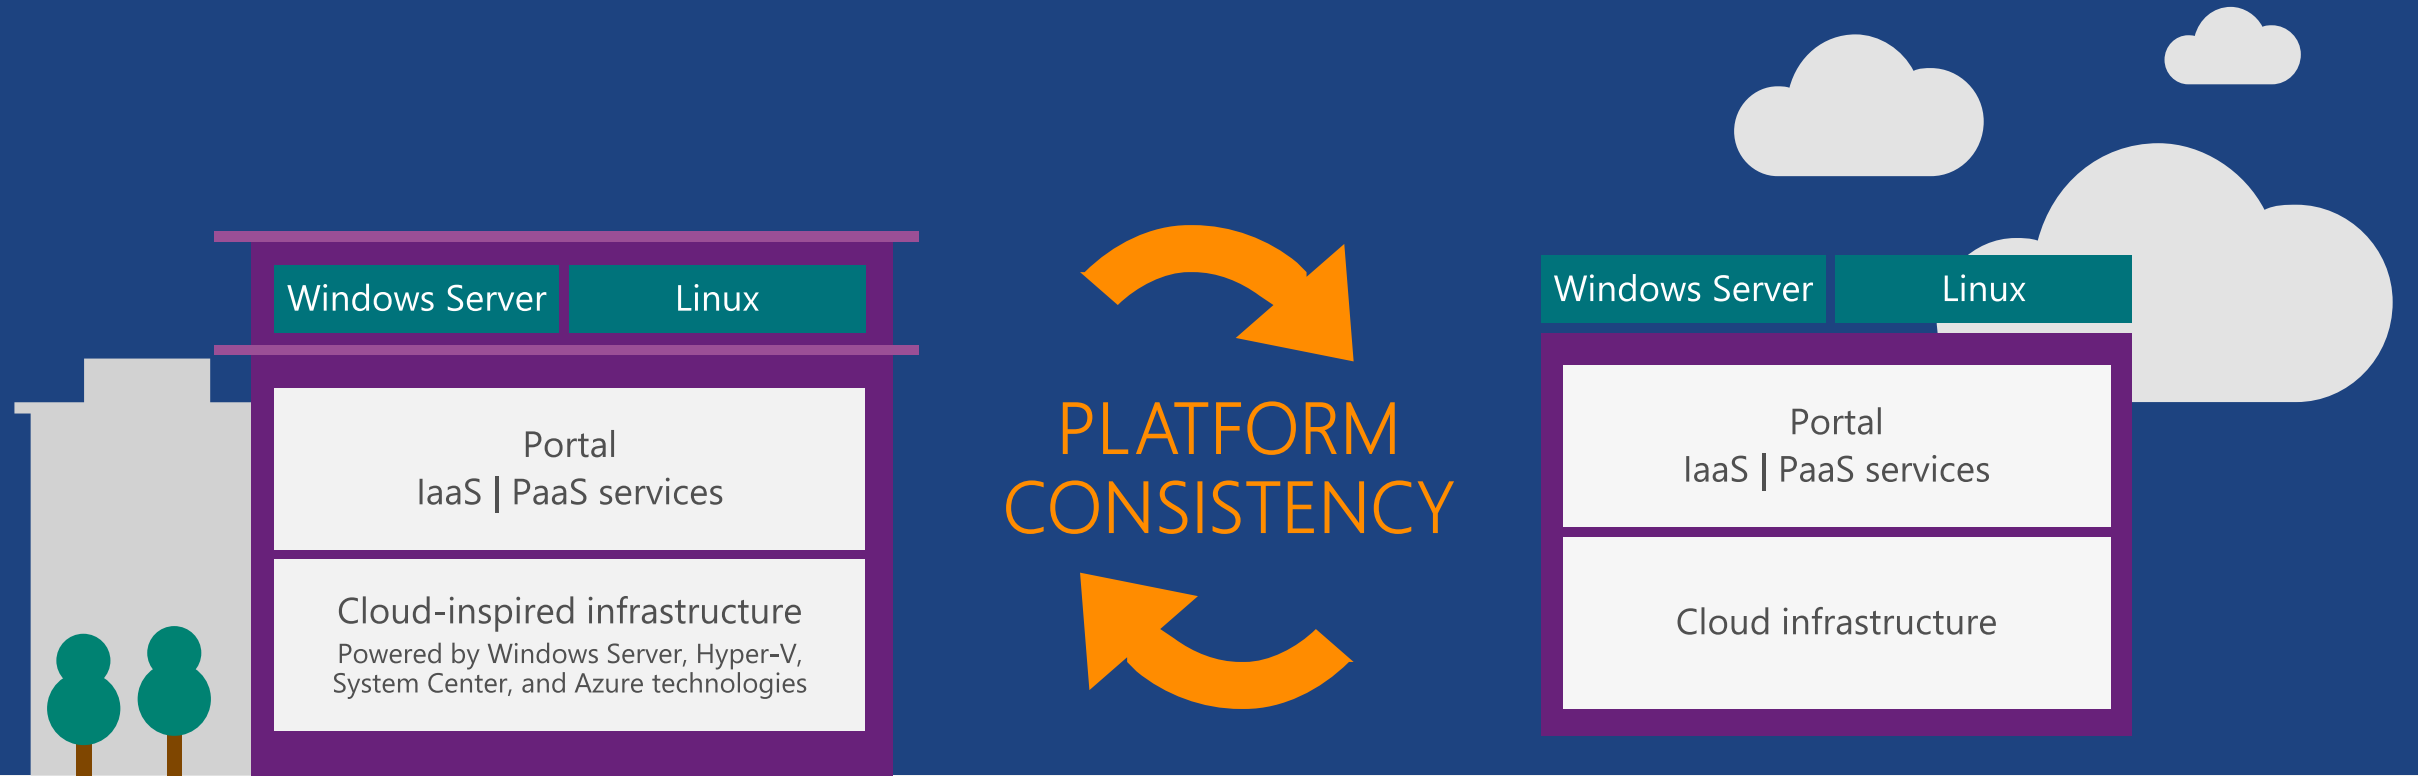 Windows Server
Linux
Portal
IaaS | PaaS services
Cloud-inspired infrastructure
Powered by Windows Server, Hyper-V,
System Center, and Azure technologies
PLATFORM
CONSISTENCY
Windows Server
Linux
Portal
IaaS | PaaS services
Cloud infrastructure